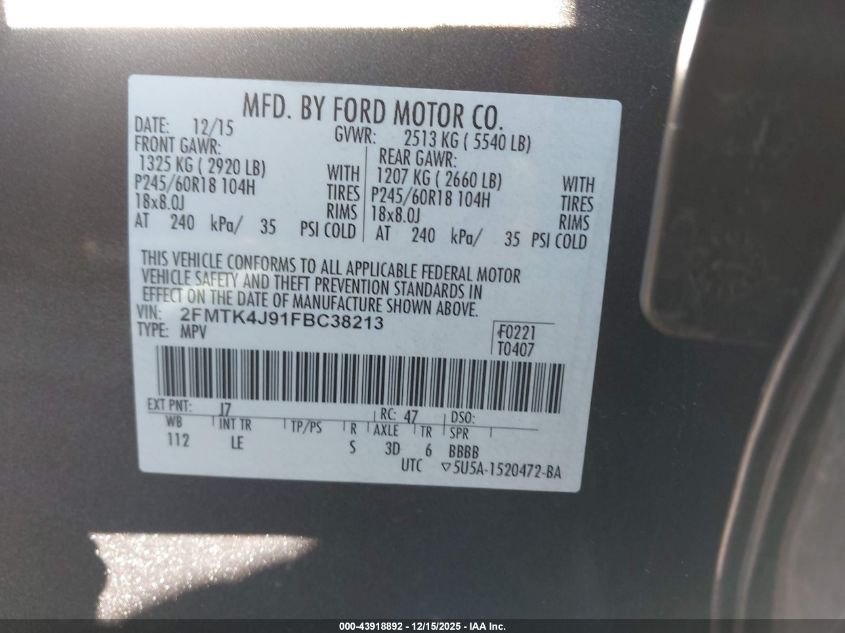 MFD. BY FORD MOTOR CO.
DATE: 12/15 GVWR: 2513 KG ( 5540 LB)
FRONT GAWR: REAR GAWR:
1325 KG ( 2920 LB) WITH 1207 KG ( 2660 LB) WITH
P245/60R18 104H TIRES P245/60R18 104H TIRES
18x8.0J RIMS 18x8.0J RIMS
AT 240 kPa/ 35 PSI COLD AT 240 kPa/ 35 PSI COLD
THIS VEHICLE CONFORMS TO ALL APPLICABLE FEDERAL MOTOR
VEHICLE SAFETY AND THEFT PREVENTION STANDARDS IN
EFFECT ON THE DATE OF MANUFACTURE SHOWN ABOVE.
VIN: 2FMTK4J91FBC38213
TYPE: MPV F0221
T0407
EXT PNT: J7 RC: 47 DSO:
WB INT TR TP/PS R AXLE TR SPR
112 LE S 3D 6 BBBB
UTC ▽5U5A-1520472-BA
000-43918892 - 12/15/2025 - IAA Inc.